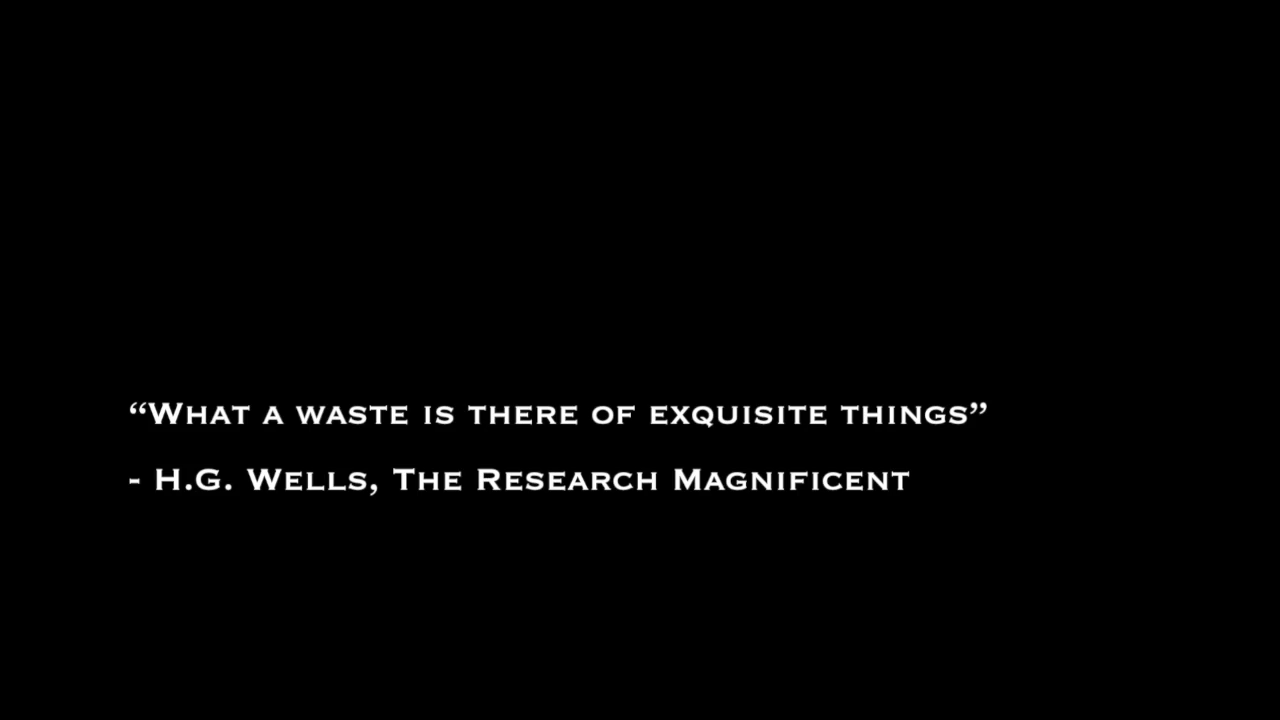 “What a waste is there of exquisite things”
- H.G. Wells, The Research Magnificent